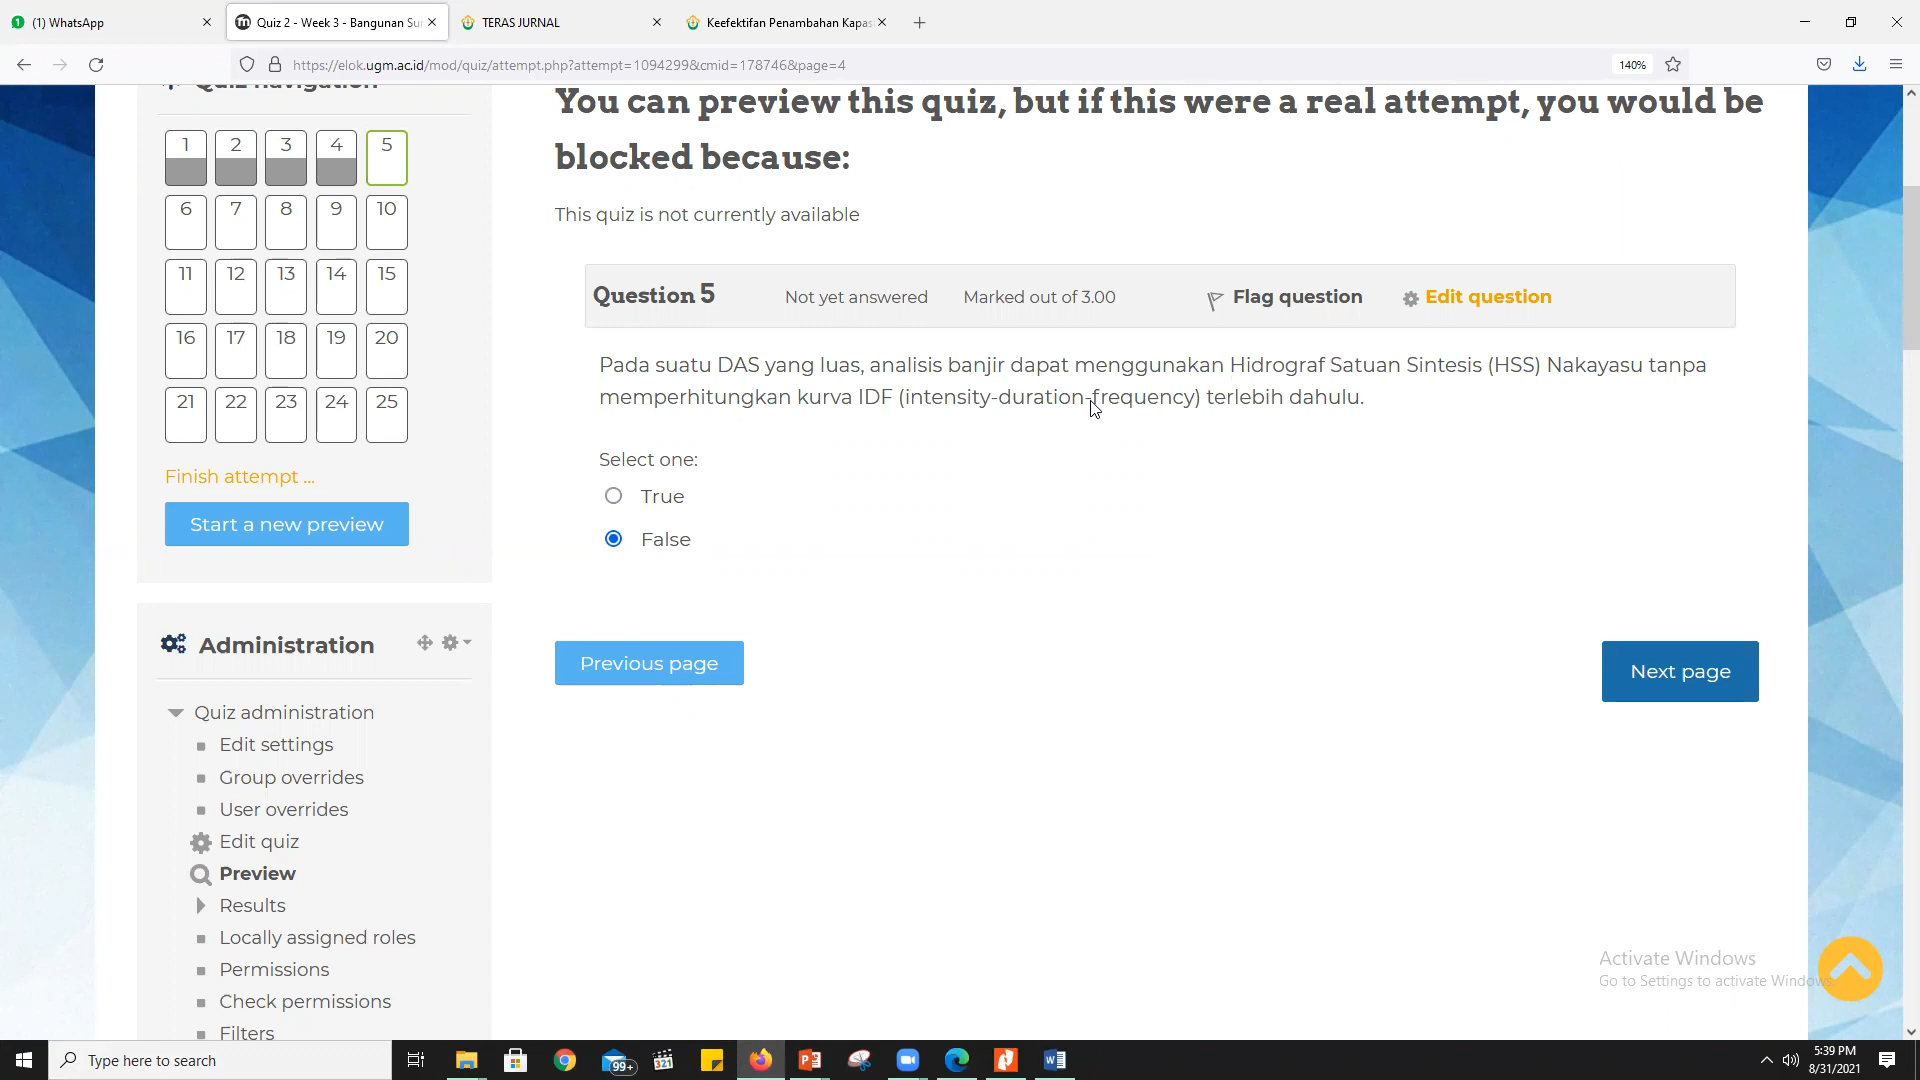 (1) WhatsApp
Quiz 2 - Week 3 - Bangunan Su
TERAS JURNAL
Keefektifan Penambahan Kapas
https://elok.ugm.ac.id/mod/quiz/attempt.php?attempt=1094299&cmid=178746&page=4
140%
Quiz navigation
1 2 3 4 5
6 7 8 9 10
11 12 13 14 15
16 17 18 19 20
21 22 23 24 25
Finish attempt ...
Start a new preview
Administration
Quiz administration
Edit settings
Group overrides
User overrides
Edit quiz
Preview
Results
Locally assigned roles
Permissions
Check permissions
Filters
You can preview this quiz, but if this were a real attempt, you would be
blocked because:
This quiz is not currently available
Question 5 Not yet answered Marked out of 3.00 Flag question Edit question
Pada suatu DAS yang luas, analisis banjir dapat menggunakan Hidrograf Satuan Sintesis (HSS) Nakayasu tanpa
memperhitungkan kurva IDF (intensity-duration-frequency) terlebih dahulu.
Select one:
True
False
Previous page
Next page
Activate Windows
Go to Settings to activate Windows.
Type here to search
99+
321
5:39 PM
8/31/2021